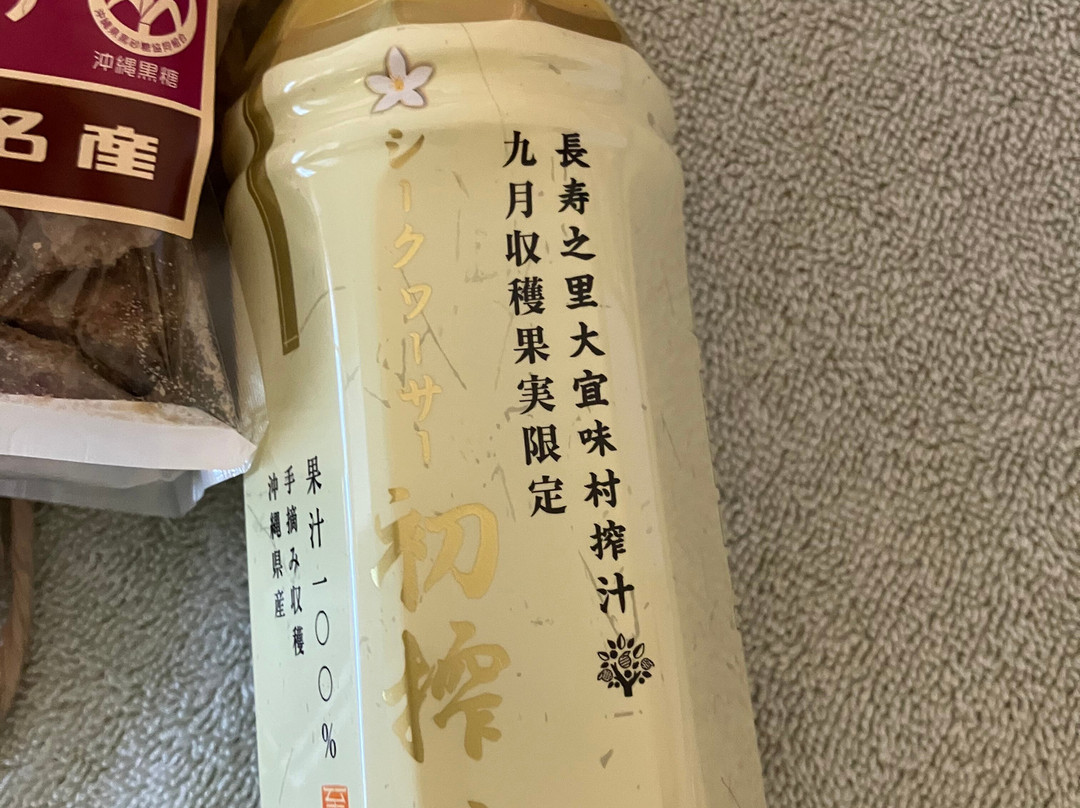 長寿之里大宜味村搾汁
九月収穫果実限定
シークワーサー
初搾
果汁一〇〇%
手摘み収穫
沖縄県産
沖縄黒糖
名産